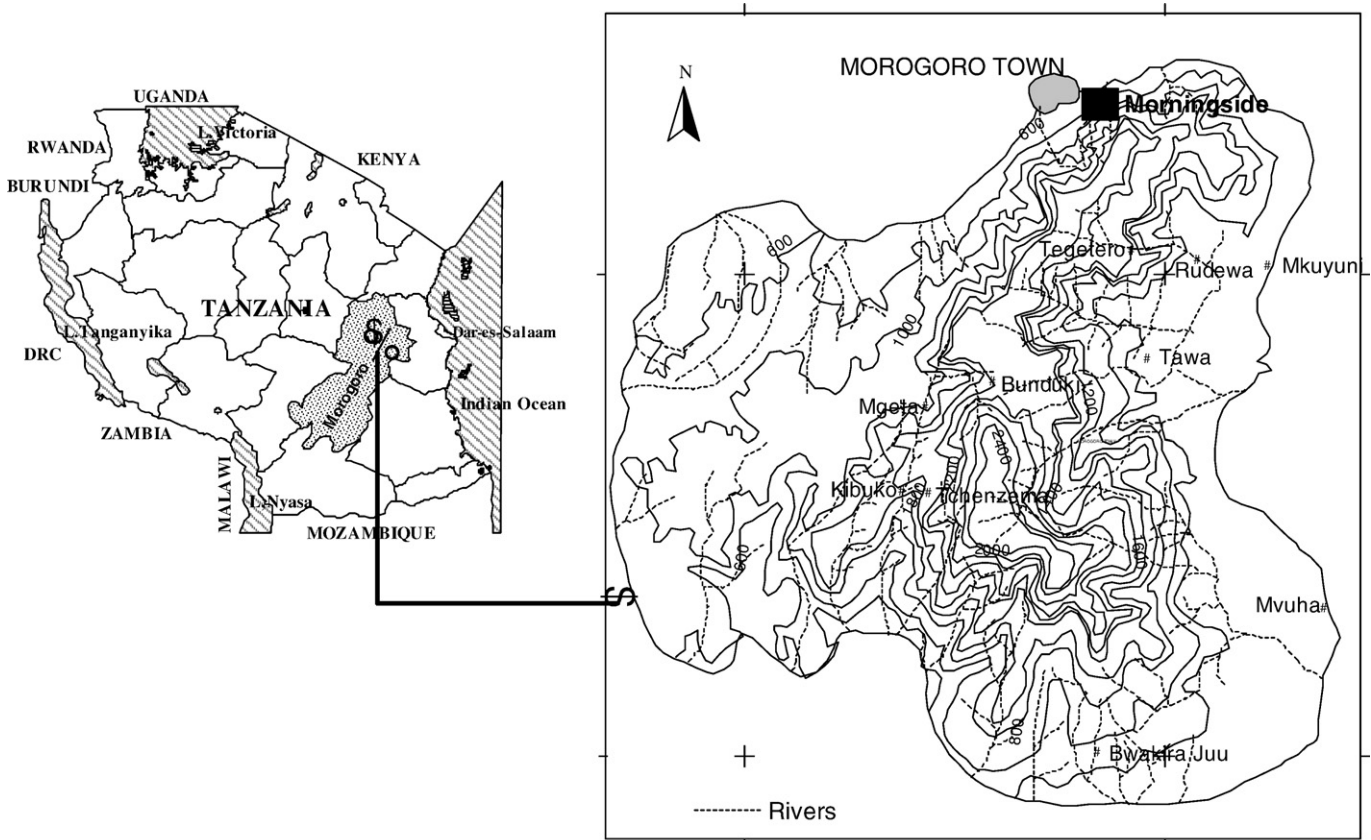 UGANDA
L. Victoria
RWANDA
KENYA
BURUNDI
TANZANIA
L. Tanganyika
Dar-es-Salaam
DRC
Morogoro
Indian Ocean
ZAMBIA
MALAWI
L. Nyasa
MOZAMBIQUE
N
MOROGORO TOWN
Morningside
600
600
Tegetero
Rudewa
Mkuyuni
1000
Tawa
Bunduki
Mgeta
2400
Kibuko
Tchenzema
2000
1600
600
Mvuha
800
Bwakira Juu
Rivers